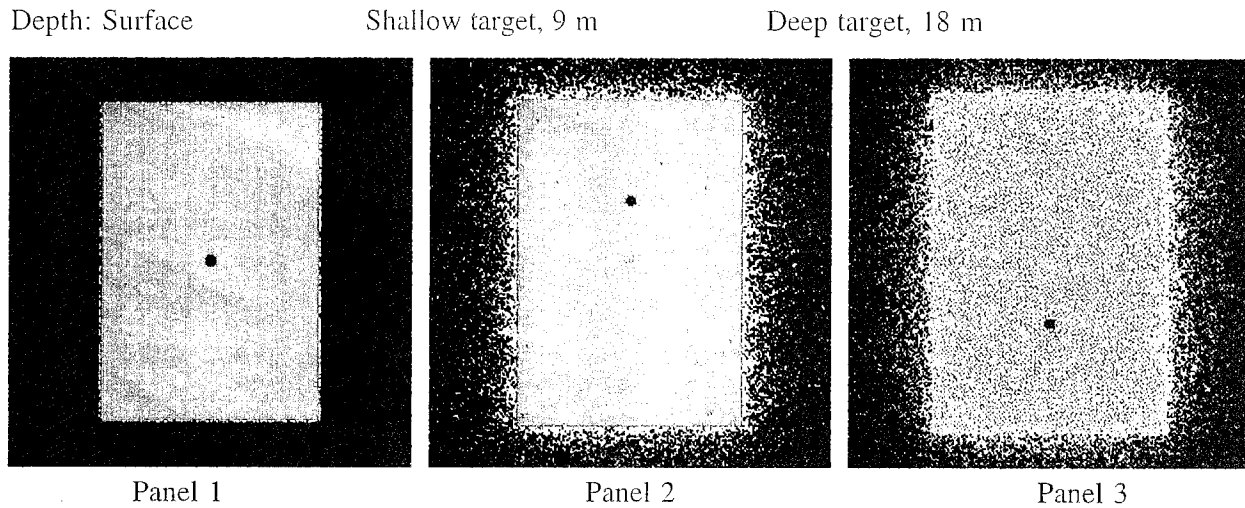 Depth: Surface Shallow target, 9 m Deep target, 18 m
Panel 1 Panel 2 Panel 3